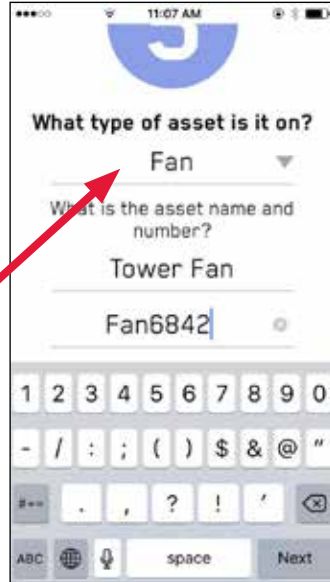 11:07 AM
3
What type of asset is it on?
Fan
What is the asset name and
number?
Tower Fan
Fan6842
1 2 3 4 5 6 7 8 9 0
- / : ; ( ) $ & @ "
#+= . , ? ! '
ABC space Next